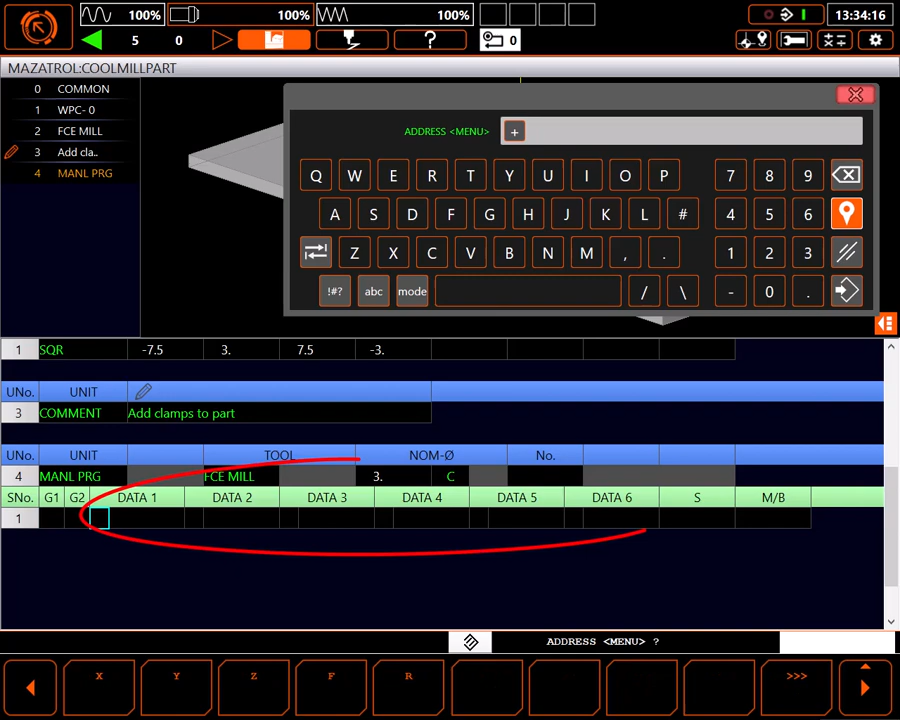 100% 100% 100% 13:34:16
5 0 ? 0
MAZATROL:COOLMILLPART
0 COMMON
1 WPC- 0
2 FCE MILL
3 Add cla..
4 MANL PRG
ADDRESS <MENU> +
Q W E R T Y U I O P 7 8 9
A S D F G H J K L # 4 5 6
Z X C V B N M , . 1 2 3
!#? abc mode / \ - 0 .
1 SQR -7.5 3. 7.5 -3.
UNo. UNIT
3 COMMENT Add clamps to part
UNo. UNIT TOOL NOM-Ø No.
4 MANL PRG FCE MILL 3. C
SNo. G1 G2 DATA 1 DATA 2 DATA 3 DATA 4 DATA 5 DATA 6 S M/B
1
ADDRESS <MENU> ?
X Y Z F R >>>